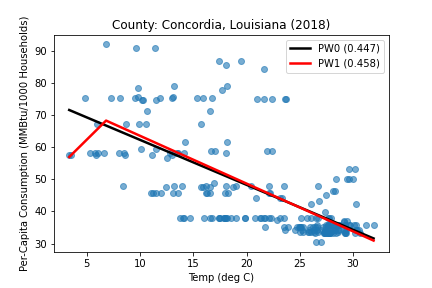 County: Concordia, Louisiana (2018)
Per-Capita Consumption (MMBtu/1000 Households)
90
80
70
60
50
40
30
PW0 (0.447)
PW1 (0.458)
5 10 15 20 25 30
Temp (deg C)